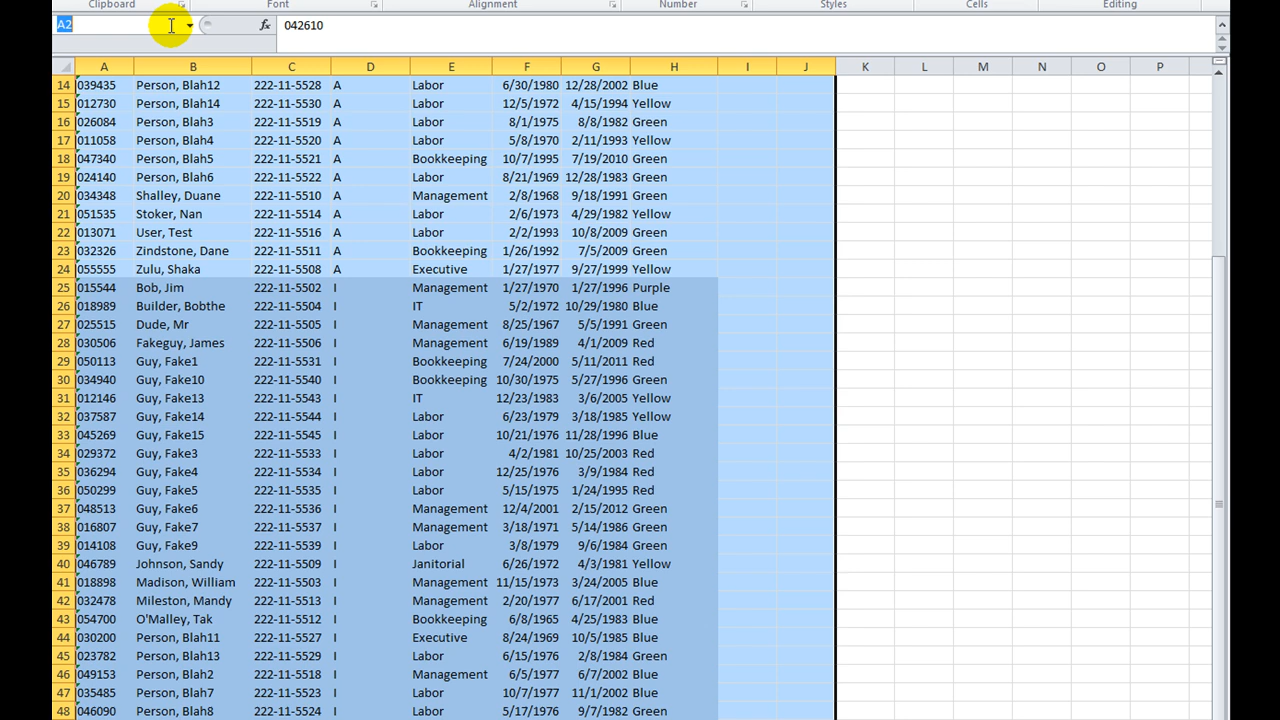 Clipboard Font Alignment Number Styles Cells Editing
A2 fx 042610
A B C D E F G H I J K L M N O P
14 039435 Person, Blah12 222-11-5528 A Labor 6/30/1980 12/28/2002 Blue
15 012730 Person, Blah14 222-11-5530 A Labor 12/5/1972 4/15/1994 Yellow
16 026084 Person, Blah3 222-11-5519 A Labor 8/1/1975 8/8/1982 Green
17 011058 Person, Blah4 222-11-5520 A Labor 5/8/1970 2/11/1993 Yellow
18 047340 Person, Blah5 222-11-5521 A Bookkeeping 10/7/1995 7/19/2010 Green
19 024140 Person, Blah6 222-11-5522 A Labor 8/21/1969 12/28/1983 Green
20 034348 Shalley, Duane 222-11-5510 A Management 2/8/1968 9/18/1991 Green
21 051535 Stoker, Nan 222-11-5514 A Labor 2/6/1973 4/29/1982 Yellow
22 013071 User, Test 222-11-5516 A Labor 2/2/1993 10/8/2009 Green
23 032326 Zindstone, Dane 222-11-5511 A Bookkeeping 1/26/1992 7/5/2009 Green
24 055555 Zulu, Shaka 222-11-5508 A Executive 1/27/1977 9/27/1999 Yellow
25 015544 Bob, Jim 222-11-5502 I Management 1/27/1970 1/27/1996 Purple
26 018989 Builder, Bobthe 222-11-5504 I IT 5/2/1972 10/29/1980 Blue
27 025515 Dude, Mr 222-11-5505 I Management 8/25/1967 5/5/1991 Green
28 030506 Fakeguy, James 222-11-5506 I Management 6/19/1989 4/1/2009 Red
29 050113 Guy, Fake1 222-11-5531 I Bookkeeping 7/24/2000 5/11/2011 Red
30 034940 Guy, Fake10 222-11-5540 I Bookkeeping 10/30/1975 5/27/1996 Green
31 012146 Guy, Fake13 222-11-5543 I IT 12/23/1983 3/6/2005 Yellow
32 037587 Guy, Fake14 222-11-5544 I Labor 6/23/1979 3/18/1985 Yellow
33 045269 Guy, Fake15 222-11-5545 I Labor 10/21/1976 11/28/1996 Blue
34 029372 Guy, Fake3 222-11-5533 I Labor 4/2/1981 10/25/2003 Red
35 036294 Guy, Fake4 222-11-5534 I Labor 12/25/1976 3/9/1984 Red
36 050299 Guy, Fake5 222-11-5535 I Labor 5/15/1975 1/24/1995 Red
37 048513 Guy, Fake6 222-11-5536 I Management 12/4/2001 2/15/2012 Green
38 016807 Guy, Fake7 222-11-5537 I Management 3/18/1971 5/14/1986 Green
39 014108 Guy, Fake9 222-11-5539 I Labor 3/8/1979 9/6/1984 Green
40 046789 Johnson, Sandy 222-11-5509 I Janitorial 6/26/1972 4/3/1981 Yellow
41 018898 Madison, William 222-11-5503 I Management 11/15/1973 3/24/2005 Blue
42 032478 Mileston, Mandy 222-11-5513 I Management 2/20/1977 6/17/2001 Red
43 054700 O'Malley, Tak 222-11-5512 I Bookkeeping 6/8/1965 4/25/1983 Blue
44 030200 Person, Blah11 222-11-5527 I Executive 8/24/1969 10/5/1985 Blue
45 023782 Person, Blah13 222-11-5529 I Labor 6/15/1976 2/8/1984 Green
46 049153 Person, Blah2 222-11-5518 I Management 6/5/1977 6/7/2002 Blue
47 035485 Person, Blah7 222-11-5523 I Labor 10/7/1977 11/1/2002 Blue
48 046090 Person, Blah8 222-11-5524 I Labor 5/17/1976 9/7/1982 Green